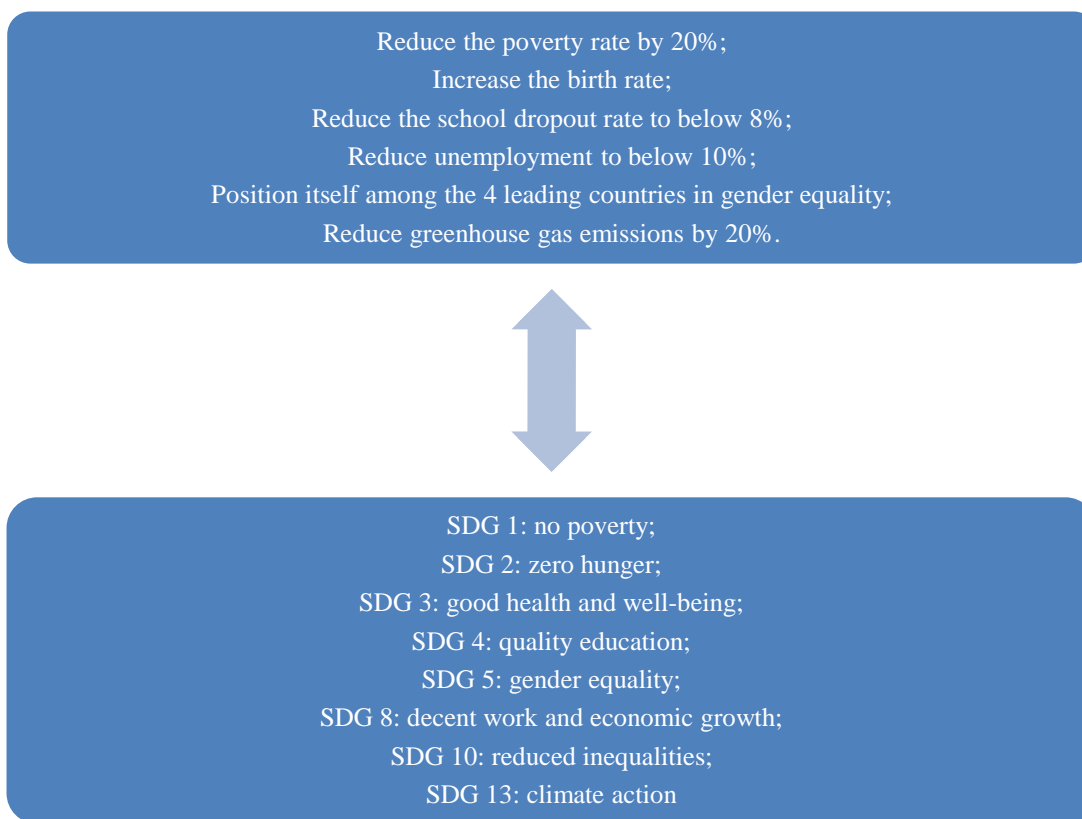 Reduce the poverty rate by 20%;
Increase the birth rate;
Reduce the school dropout rate to below 8%;
Reduce unemployment to below 10%;
Position itself among the 4 leading countries in gender equality;
Reduce greenhouse gas emissions by 20%.
SDG 1: no poverty;
SDG 2: zero hunger;
SDG 3: good health and well-being;
SDG 4: quality education;
SDG 5: gender equality;
SDG 8: decent work and economic growth;
SDG 10: reduced inequalities;
SDG 13: climate action